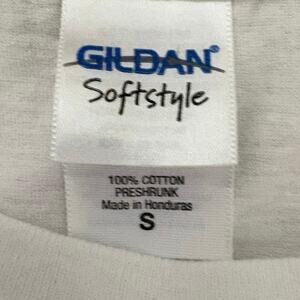 GILDAN®
Softstyle
100% COTTON
PRESHRUNK
Made in Honduras
S